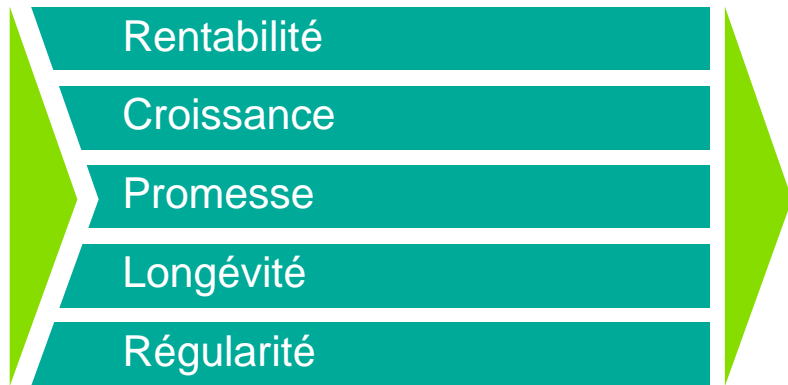 Rentabilité
Croissance
Promesse
Longévité
Régularité